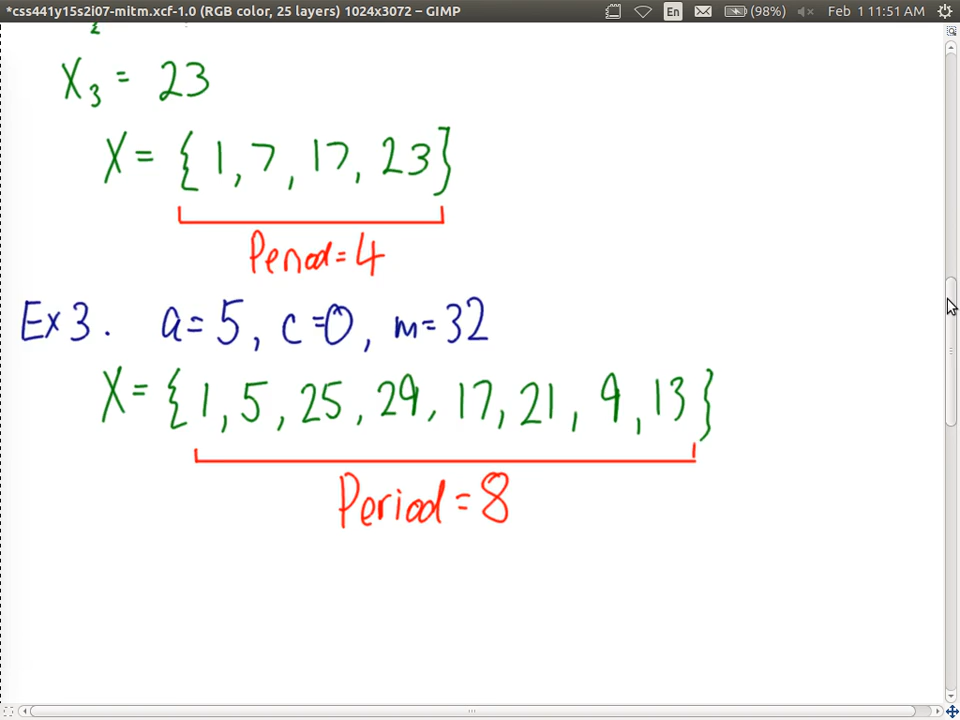 *css441y15s2i07-mitm.xcf-1.0 (RGB color, 25 layers) 1024x3072 – GIMP
En
(98%)
Feb 1 11:51 AM
X₃ = 23
X = {1, 7, 17, 23}
Period = 4
Ex 3. a = 5, c = 0, m = 32
X = {1, 5, 25, 29, 17, 21, 9, 13}
Period = 8